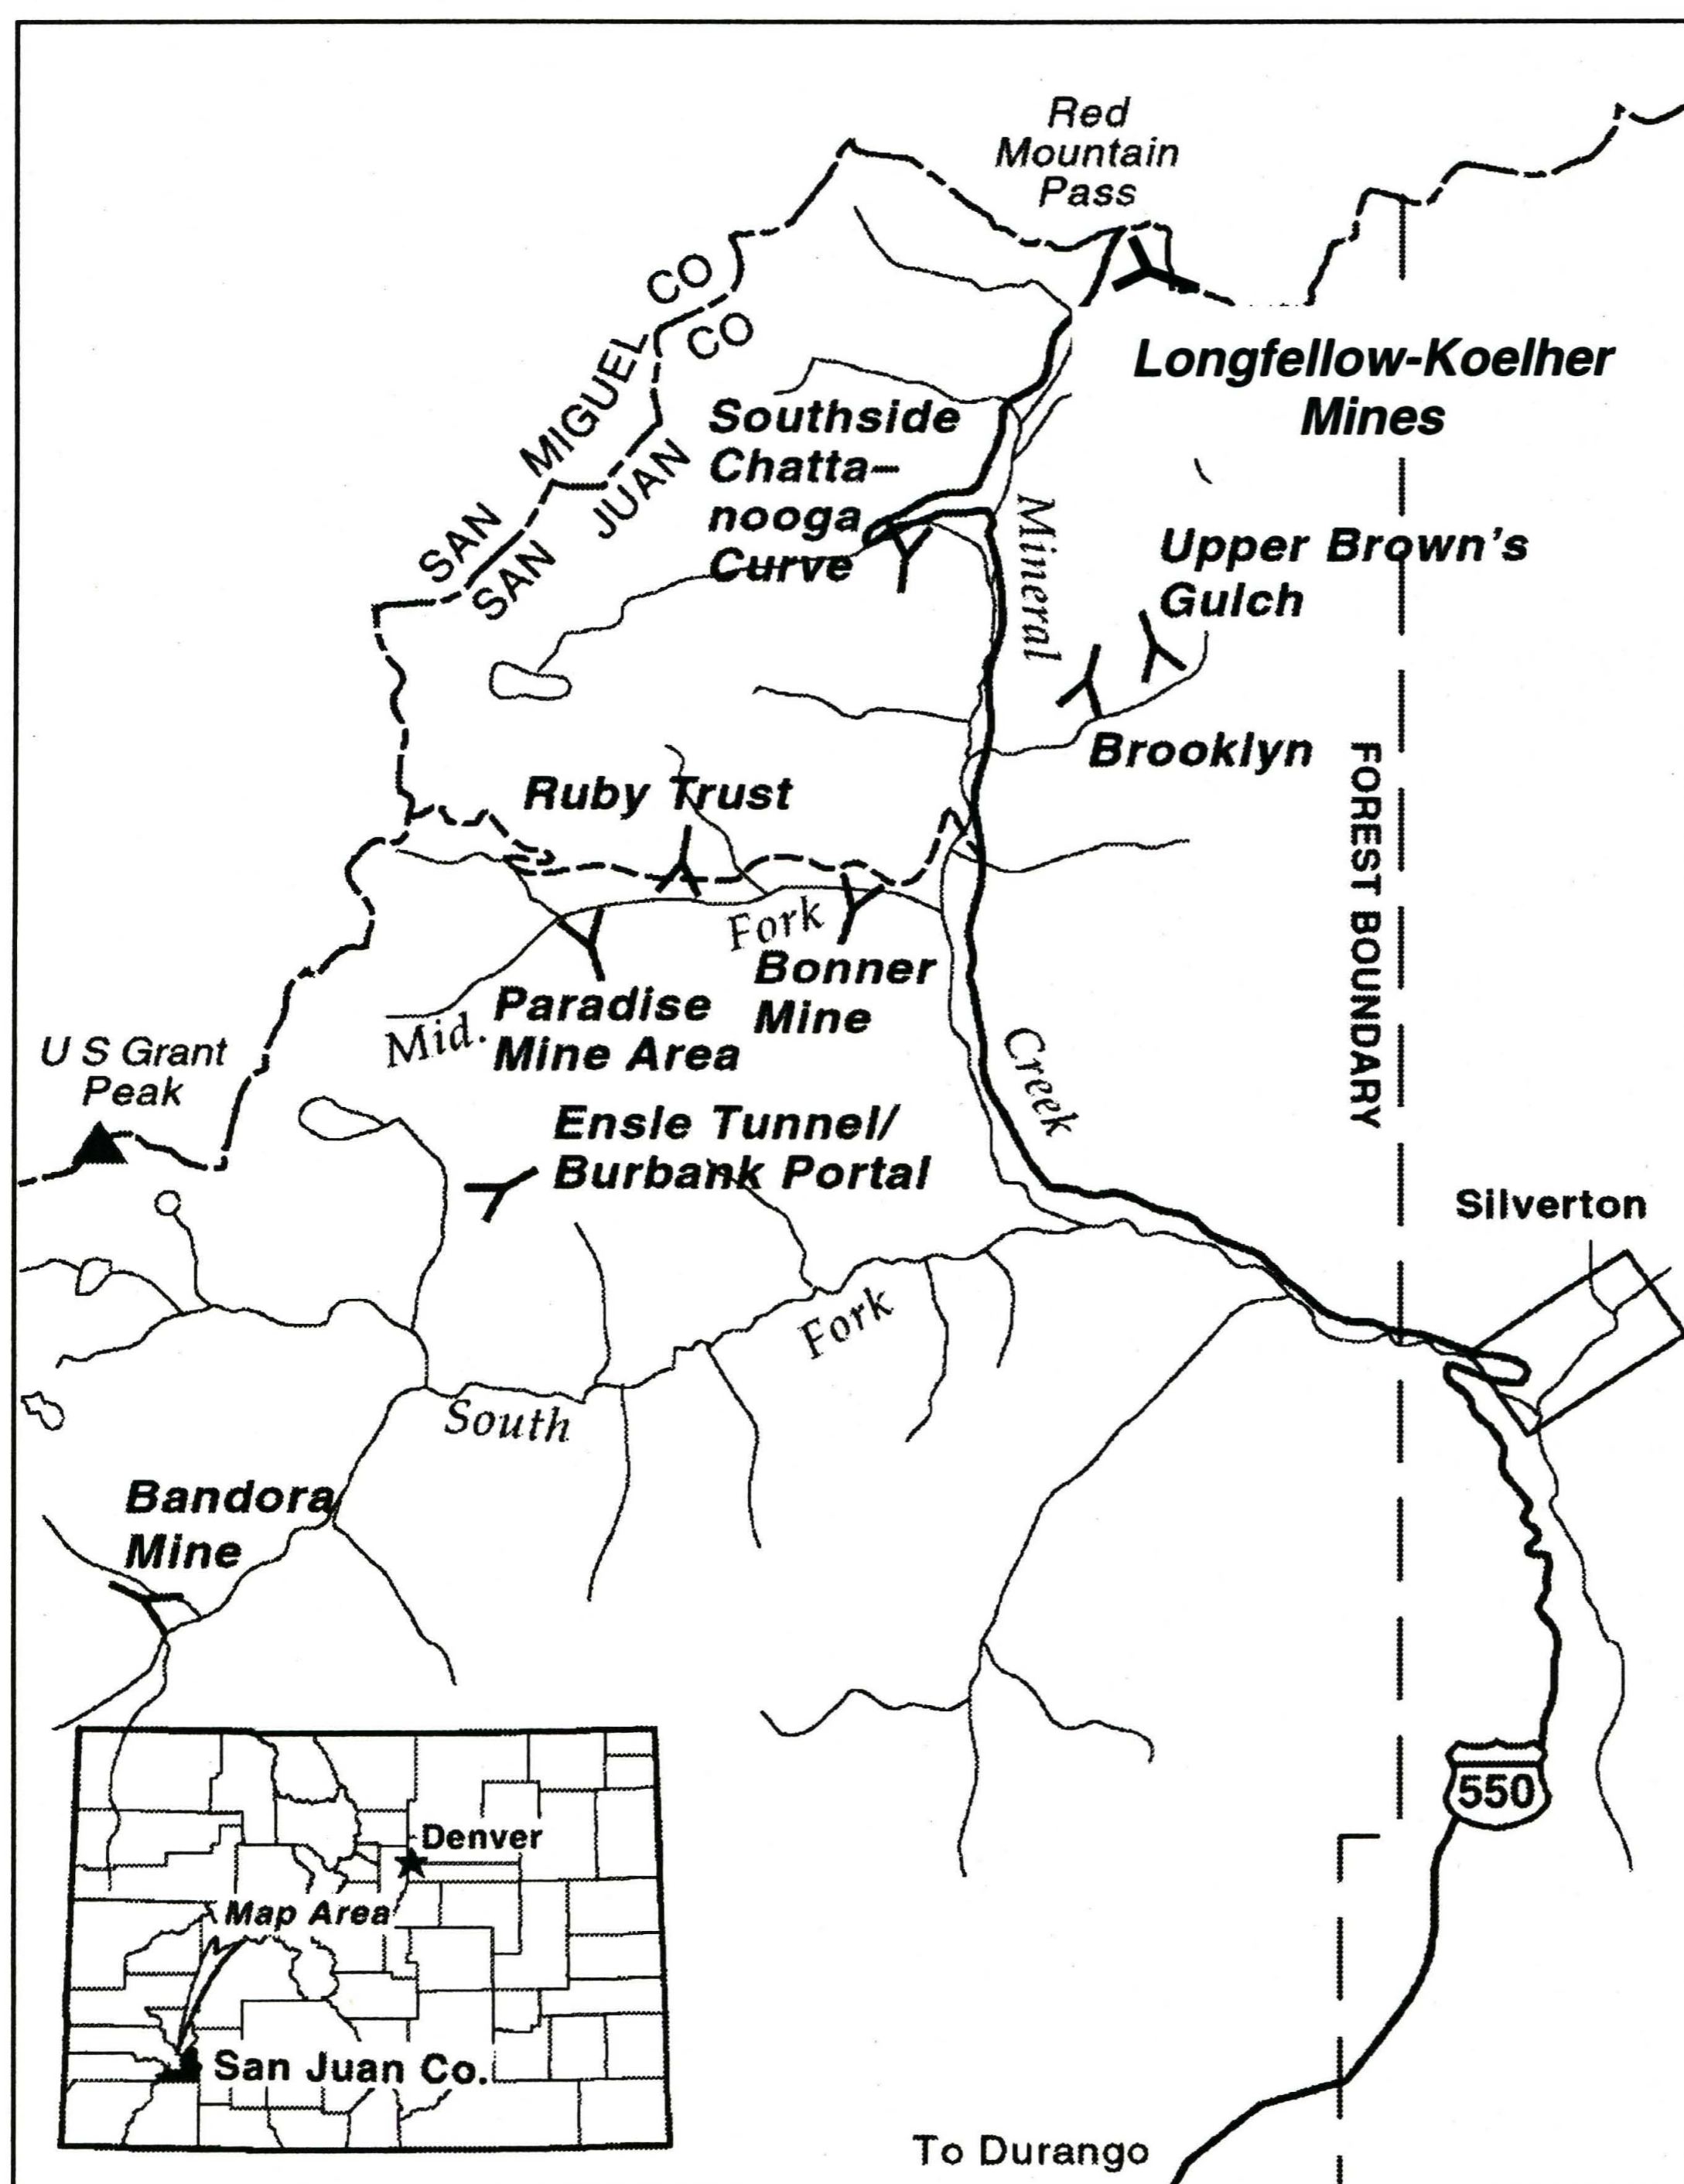 Red
Mountain
Pass
SAN MIGUEL CO
SAN JUAN CO
Longfellow-Koelher
Mines
Southside
Chatta–
nooga
Curve
Mineral
Upper Brown's
Gulch
Brooklyn
FOREST BOUNDARY
Ruby Trust
Fork
Bonner
Mine
Paradise
Mine Area
Mid.
Creek
U S Grant
Peak
Ensle Tunnel/
Burbank Portal
Silverton
Fork
South
Bandora
Mine
550
Denver
Map Area
San Juan Co.
To Durango